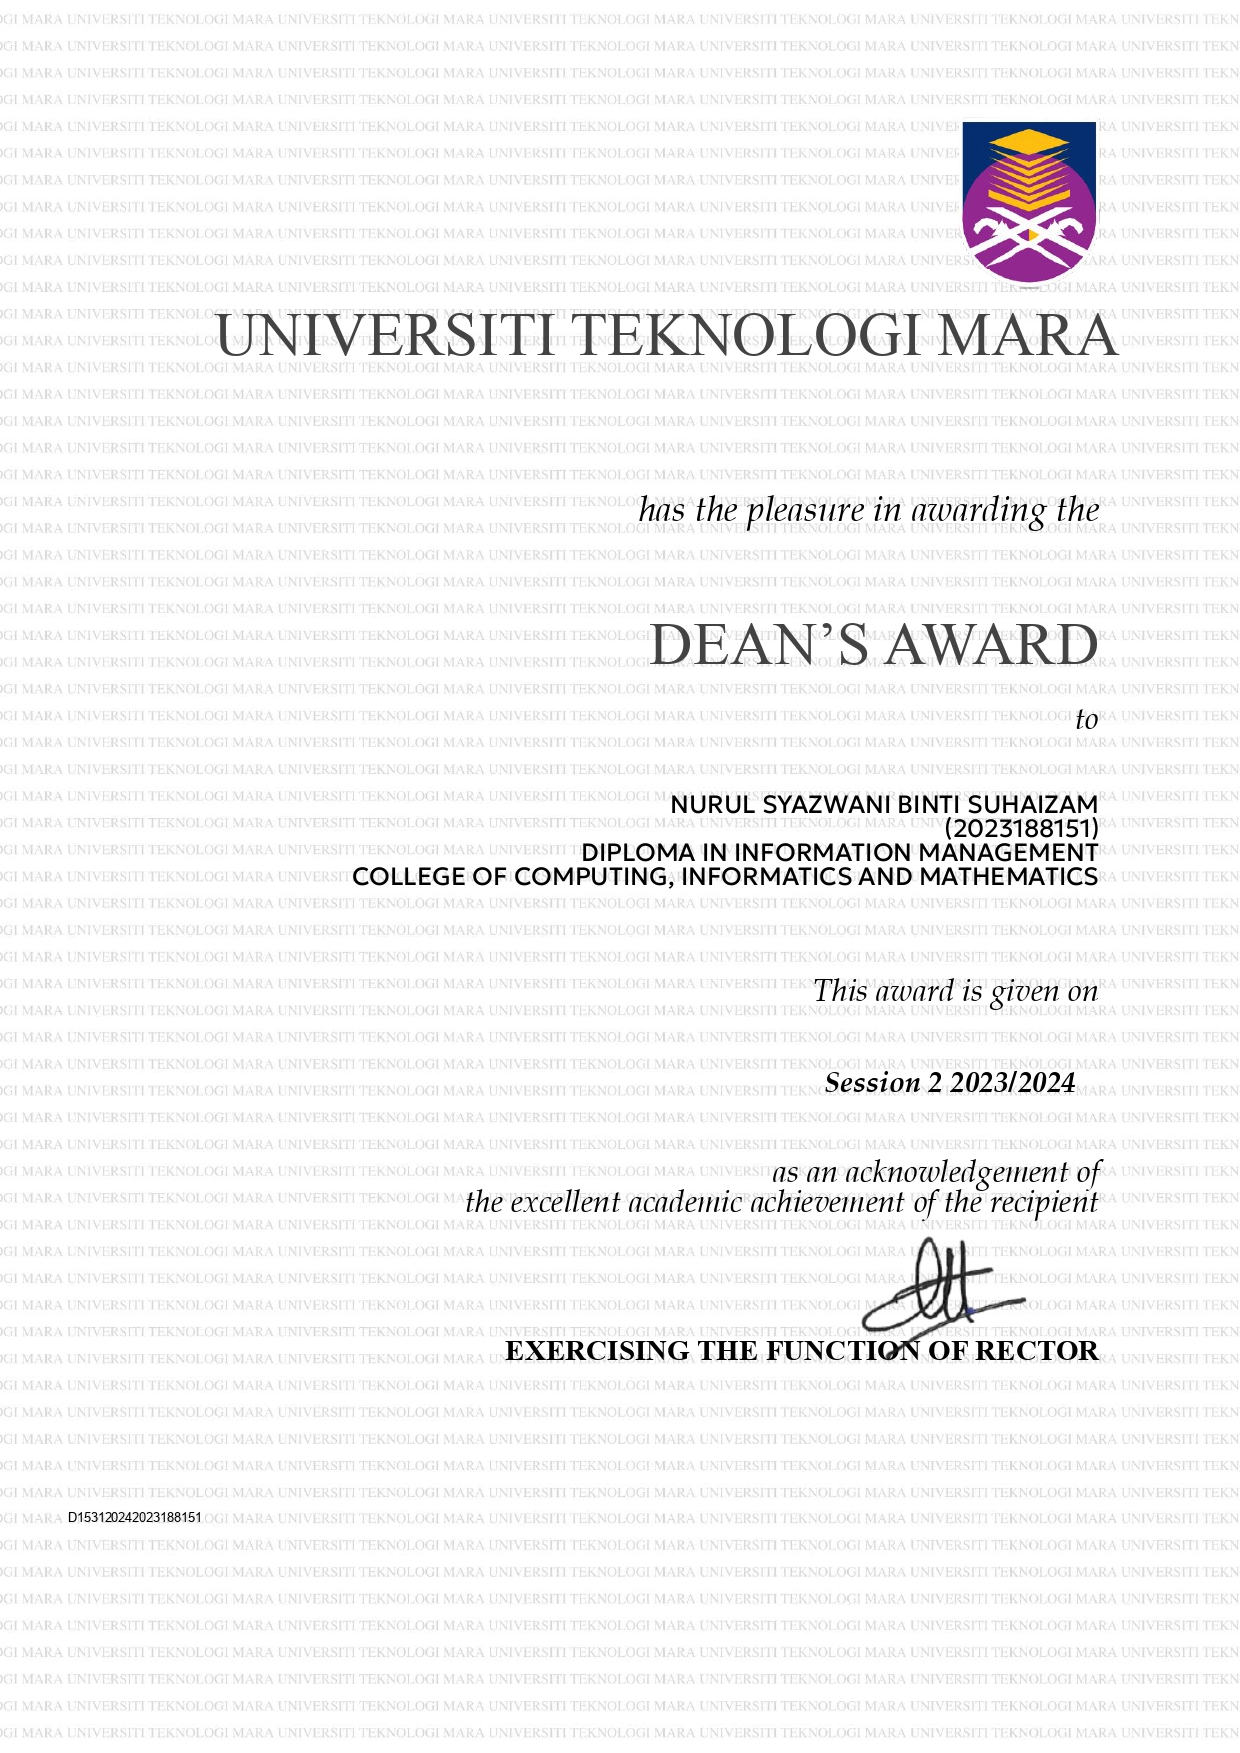 UNIVERSITI TEKNOLOGI MARA
has the pleasure in awarding the
DEAN’S AWARD
to
NURUL SYAZWANI BINTI SUHAIZAM
(2023188151)
DIPLOMA IN INFORMATION MANAGEMENT
COLLEGE OF COMPUTING, INFORMATICS AND MATHEMATICS
This award is given on
Session 2 2023/2024
as an acknowledgement of
the excellent academic achievement of the recipient
EXERCISING THE FUNCTION OF RECTOR
D153120242023188151